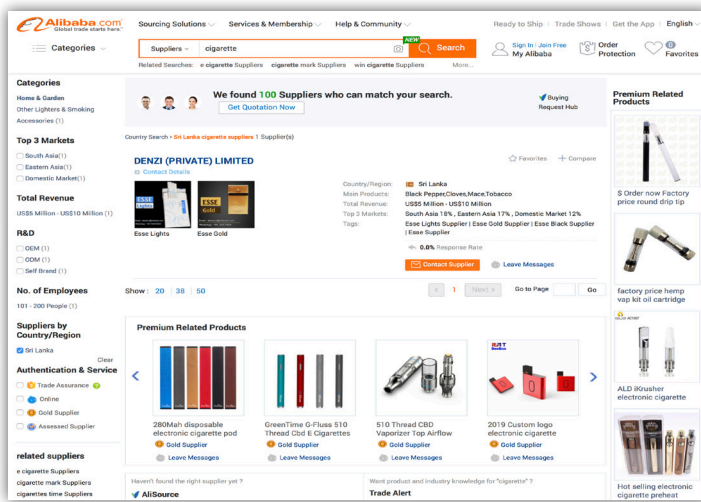 Alibaba.com
Global trade starts here.™
Sourcing Solutions
Services & Membership
Help & Community
Ready to Ship
Trade Shows
Get the App
English
Categories
Suppliers
cigarette
NEW
Search
Sign In | Join Free
My Alibaba
Order Protection
0
Favorites
Related Searches: e cigarette Suppliers cigarette mark Suppliers win cigarette Suppliers More...
Categories
Home & Garden
Other Lighters & Smoking
Accessories (1)
Top 3 Markets
South Asia(1)
Eastern Asia(1)
Domestic Market(1)
Total Revenue
US$5 Million - US$10 Million (1)
R&D
OEM (1)
ODM (1)
Self Brand (1)
No. of Employees
101 - 200 People (1)
Suppliers by
Country/Region
Sri Lanka
Clear
Authentication & Service
Trade Assurance
Online
Gold Supplier
Assessed Supplier
related suppliers
e cigarette Suppliers
cigarette mark Suppliers
cigarettes time Suppliers
We found 100 Suppliers who can match your search.
Get Quotation Now
Buying
Request Hub
Country Search • Sri Lanka cigarette suppliers 1 Supplier(s)
DENZI (PRIVATE) LIMITED
Contact Details
Favorites
Compare
ESSE
Lights
ESSE
Gold
Esse Lights
Esse Gold
Country/Region: Sri Lanka
Main Products: Black Pepper,Cloves,Mace,Tobacco
Total Revenue: US$5 Million - US$10 Million
Top 3 Markets: South Asia 18% , Eastern Asia 17% , Domestic Market 12%
Tags: Esse Lights Supplier | Esse Gold Supplier | Esse Black Supplier
| Esse Supplier
0.0% Response Rate
Contact Supplier
Leave Messages
Show : 20 | 38 | 50
1
Next
Go to Page
Go
Premium Related Products
280Mah disposable
electronic cigarette pod
Gold Supplier
Leave Messages
GreenTime G-Fluss 510
Thread Cbd E Cigarettes
Gold Supplier
Leave Messages
510 Thread CBD
Vaporizer Top Airflow
Gold Supplier
Leave Messages
2019 Custom logo
electronic cigarette
Gold Supplier
Leave Messages
Haven't found the right supplier yet ?
AliSource
Want product and industry knowledge for "cigarette" ?
Trade Alert
Premium Related
Products
$ Order now Factory
price round drip tip
factory price hemp
vap kit oil cartridge
ALD iKrusher
electronic cigarette
Hot selling electronic
cigarette preheat